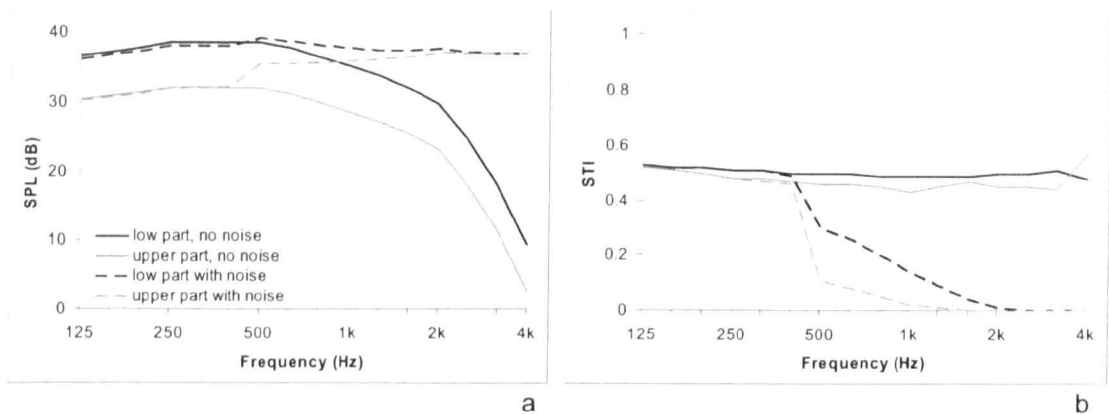 40
30
20
10
0
SPL (dB)
low part, no noise
upper part, no noise
low part with noise
upper part with noise
125 250 500 1k 2k 4k
Frequency (Hz)
a
1
0.8
0.6
0.4
0.2
0
STI
125 250 500 1k 2k 4k
Frequency (Hz)
b